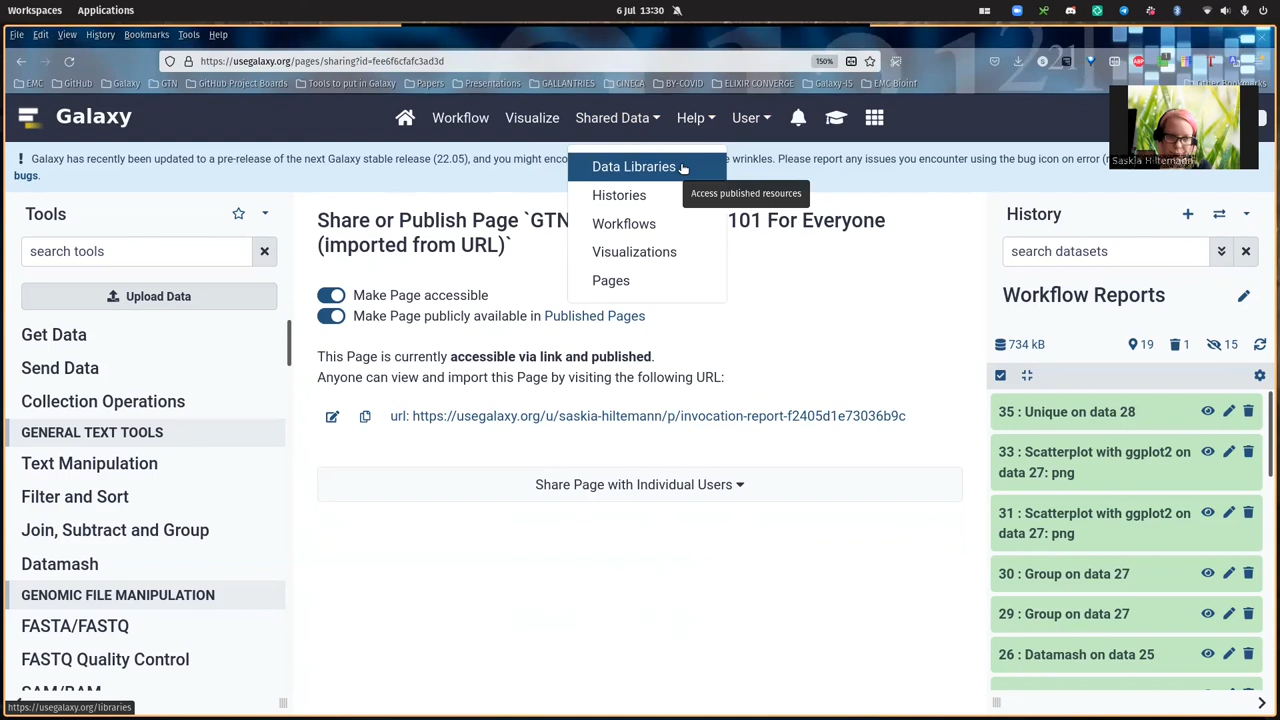 Workspaces Applications 6 Jul 13:30
File Edit View History Bookmarks Tools Help
https://usegalaxy.org/pages/sharing?id=fee6f6cfafc3ad3d 150%
EMC GitHub Galaxy GTN GitHub Project Boards Tools to put in Galaxy Papers Presentations GALLANTRIES CINECA BY-COVID ELIXIR CONVERGE Galaxy-IS EMC Bioinf Other Bookmarks
Galaxy Workflow Visualize Shared Data Help User
Galaxy has recently been updated to a pre-release of the next Galaxy stable release (22.05), and you might enco wrinkles. Please report any issues you encounter using the bug icon on error
bugs.
Saskia Hiltemann
Data Libraries
Histories
Workflows
Visualizations
Pages
Access published resources
Tools
search tools
Upload Data
Get Data
Send Data
Collection Operations
GENERAL TEXT TOOLS
Text Manipulation
Filter and Sort
Join, Subtract and Group
Datamash
GENOMIC FILE MANIPULATION
FASTA/FASTQ
FASTQ Quality Control
SAM/BAM
https://usegalaxy.org/libraries
Share or Publish Page `GTN 101 For Everyone
(imported from URL)`
Make Page accessible
Make Page publicly available in Published Pages
This Page is currently accessible via link and published.
Anyone can view and import this Page by visiting the following URL:
url: https://usegalaxy.org/u/saskia-hiltemann/p/invocation-report-f2405d1e73036b9c
Share Page with Individual Users
History
search datasets
Workflow Reports
734 kB 19 1 15
35 : Unique on data 28
33 : Scatterplot with ggplot2 on
data 27: png
31 : Scatterplot with ggplot2 on
data 27: png
30 : Group on data 27
29 : Group on data 27
26 : Datamash on data 25